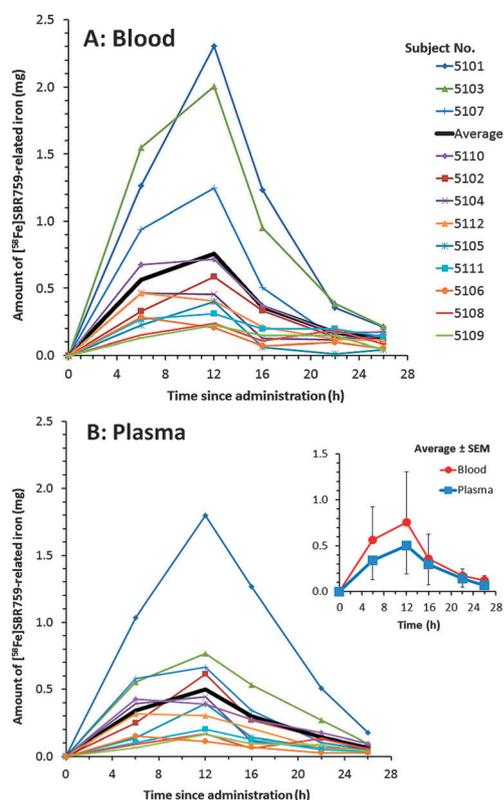 A: Blood
Amount of [⁵⁸Fe]SBR759-related iron (mg)
2.5
2.0
1.5
1.0
0.5
0.0
0 4 8 12 16 20 24 28
Time since administration (h)
Subject No.
5101
5103
5107
Average
5110
5102
5104
5112
5105
5111
5106
5108
5109
B: Plasma
Amount of [⁵⁸Fe]SBR759-related iron (mg)
2.5
2.0
1.5
1.0
0.5
0.0
0 4 8 12 16 20 24 28
Time since administration (h)
Average ± SEM
Blood
Plasma
1.5
1.0
0.5
0.0
0 4 8 12 16 20 24 28
Time (h)